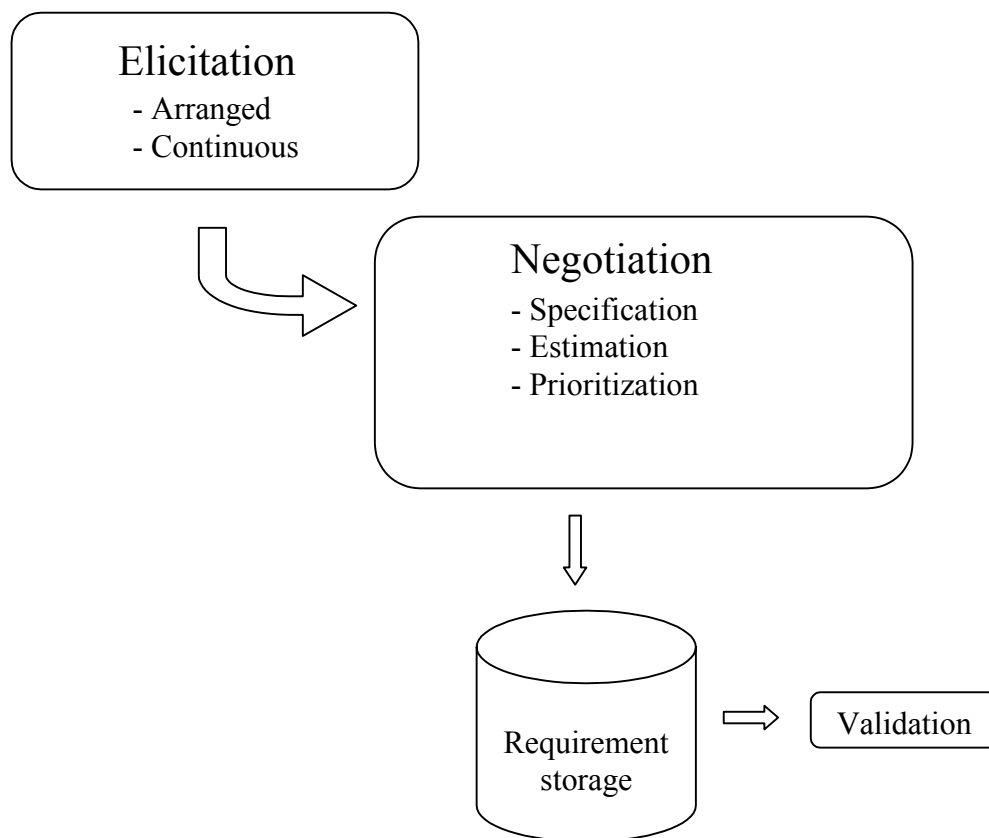 Elicitation
- Arranged
- Continuous
Negotiation
- Specification
- Estimation
- Prioritization
Requirement
storage
Validation